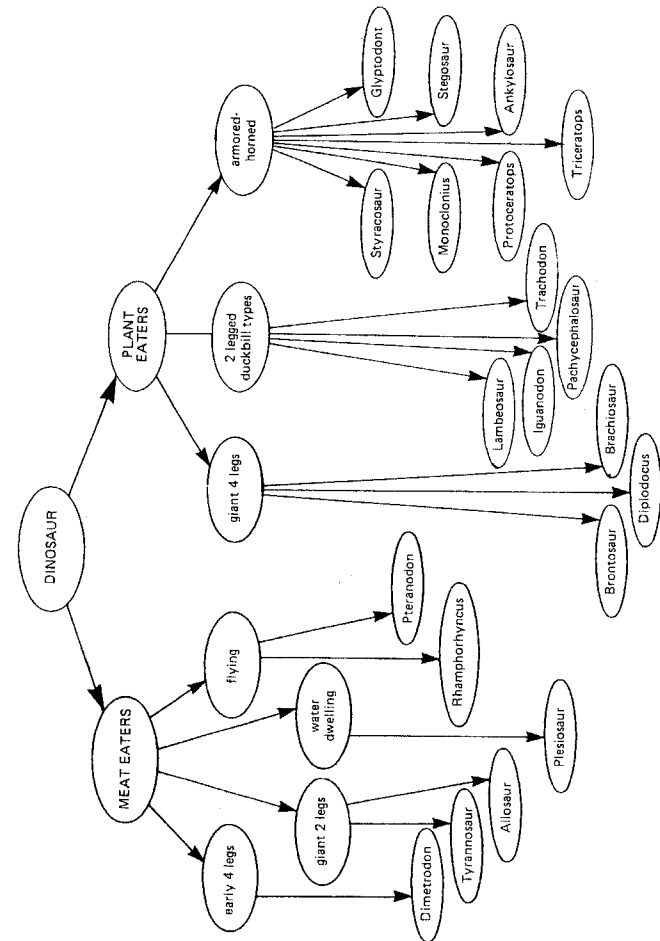 DINOSAUR
MEAT EATERS
PLANT
EATERS
early 4 legs
giant 2 legs
water
dwelling
flying
giant 4 legs
2 legged
duckbill types
armored-
horned
Dimetrodon
Tyrannosaur
Allosaur
Plesiosaur
Rhamphorhyncus
Pteranodon
Brontosaur
Diplodocus
Brachiosaur
Lambeosaur
Iguanodon
Pachycephalosaur
Trachodon
Styracosaur
Monoclonius
Protoceratops
Triceratops
Ankylosaur
Stegosaur
Glyptodont